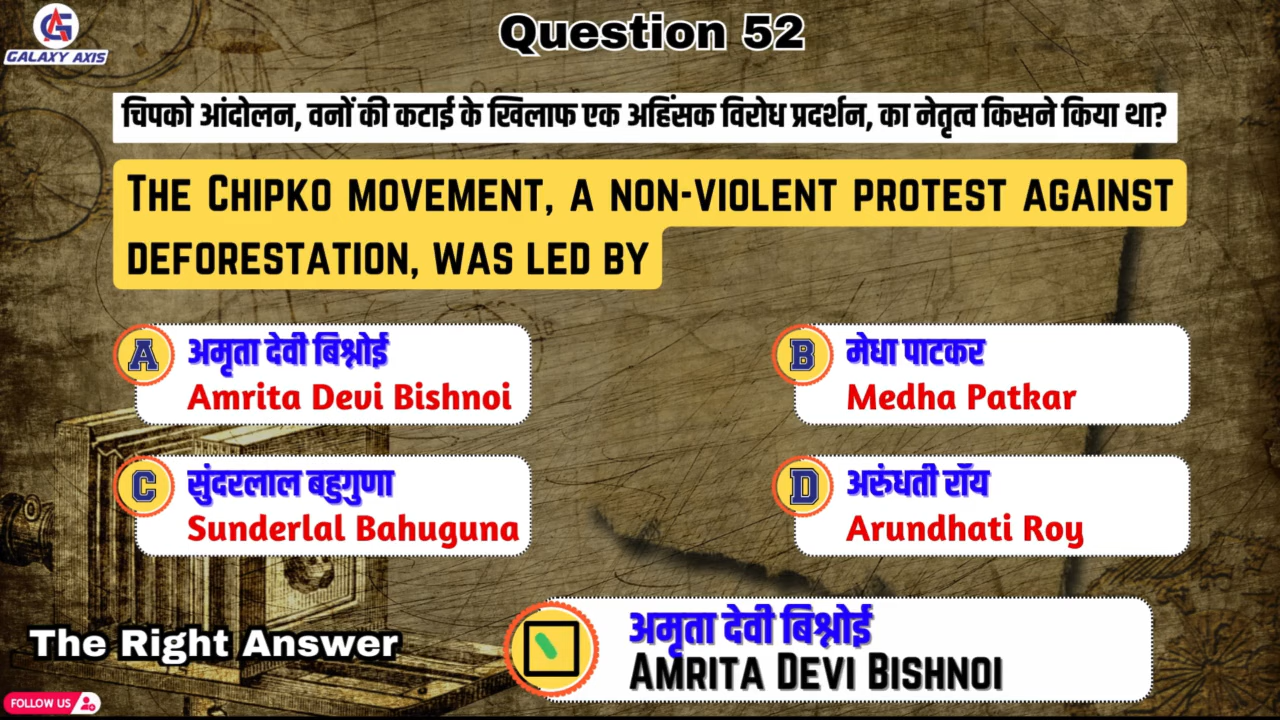 GALAXY AXIS
Question 52
चिपको आंदोलन, वनों की कटाई के खिलाफ एक अहिंसक विरोध प्रदर्शन, का नेतृत्व किसने किया था?
THE CHIPKO MOVEMENT, A NON-VIOLENT PROTEST AGAINST
DEFORESTATION, WAS LED BY
A
अमृता देवी बिश्नोई
Amrita Devi Bishnoi
B
मेधा पाटकर
Medha Patkar
C
सुंदरलाल बहुगुणा
Sunderlal Bahuguna
D
अरुंधती रॉय
Arundhati Roy
The Right Answer
अमृता देवी बिश्नोई
AMRITA DEVI BISHNOI
FOLLOW US